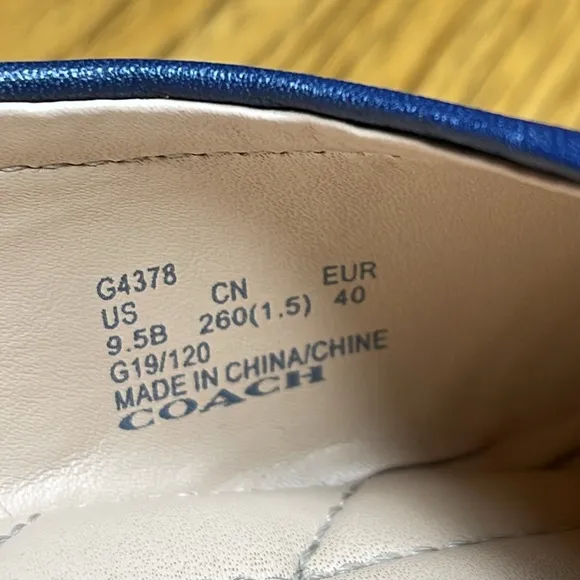 G4378
US CN EUR
9.5B 260(1.5) 40
G19/120
MADE IN CHINA/CHINE
COACH